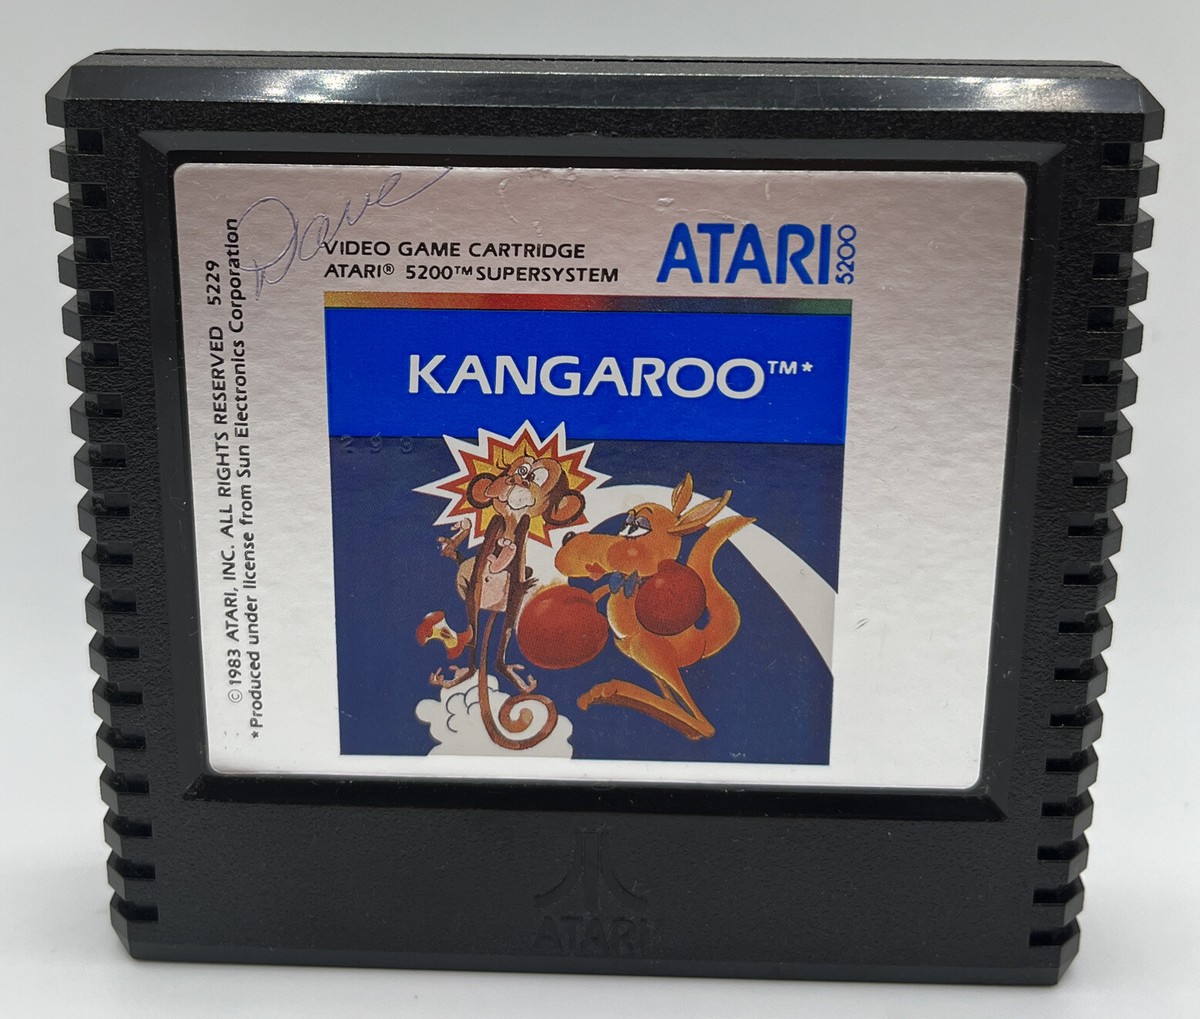 Dave
VIDEO GAME CARTRIDGE
ATARI® 5200™ SUPERSYSTEM
ATARI 5200
KANGAROO™*
299
© 1983 ATARI, INC. ALL RIGHTS RESERVED 5229
*Produced under license from Sun Electronics Corporation
ATARI